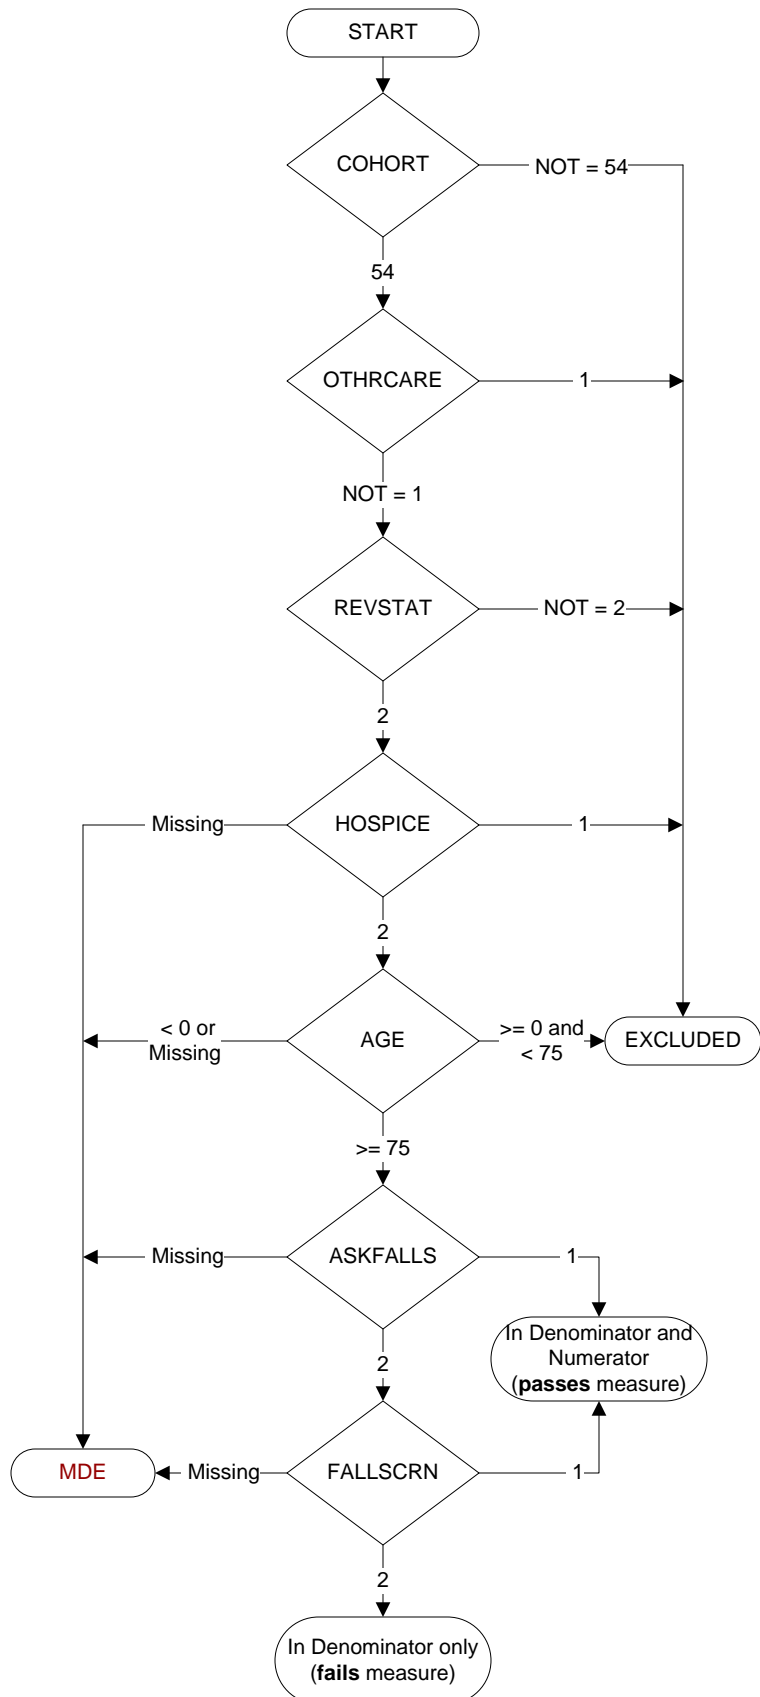 START
COHORT
NOT = 54
54
OTHRCARE
1
NOT = 1
REVSTAT
NOT = 2
2
Missing
HOSPICE
1
2
< 0 or
Missing
AGE
>= 0 and
< 75
EXCLUDED
>= 75
Missing
ASKFALLS
1
In Denominator and
Numerator
(passes measure)
2
MDE
Missing
FALLSCRN
1
2
In Denominator only
(fails measure)